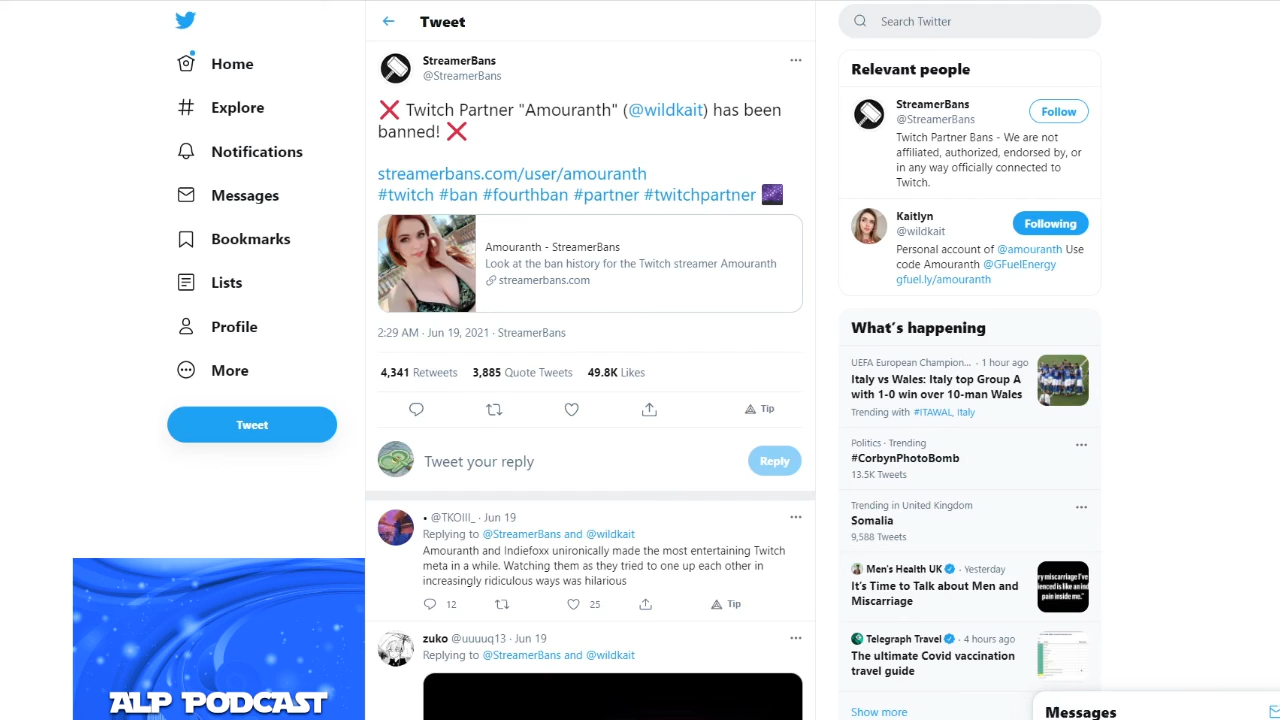 Home
Explore
Notifications
Messages
Bookmarks
Lists
Profile
More
Tweet
ALP PODCAST
Tweet
StreamerBans
@StreamerBans
❌ Twitch Partner "Amouranth" (@wildkait) has been
banned! ❌
streamerbans.com/user/amouranth
#twitch #ban #fourthban #partner #twitchpartner
Amouranth - StreamerBans
Look at the ban history for the Twitch streamer Amouranth
streamerbans.com
2:29 AM · Jun 19, 2021 · StreamerBans
4,341 Retweets 3,885 Quote Tweets 49.8K Likes
Tip
Tweet your reply
Reply
• @TKOIII_ · Jun 19
Replying to @StreamerBans and @wildkait
Amouranth and Indiefoxx unironically made the most entertaining Twitch
meta in a while. Watching them as they tried to one up each other in
increasingly ridiculous ways was hilarious
12 25 Tip
zuko @uuuuq13 · Jun 19
Replying to @StreamerBans and @wildkait
Search Twitter
Relevant people
StreamerBans
@StreamerBans
Follow
Twitch Partner Bans - We are not
affiliated, authorized, endorsed by, or
in any way officially connected to
Twitch.
Kaitlyn
@wildkait
Following
Personal account of @amouranth Use
code Amouranth @GFuelEnergy
gfuel.ly/amouranth
What's happening
UEFA European Champion... · 1 hour ago
Italy vs Wales: Italy top Group A
with 1-0 win over 10-man Wales
Trending with #ITAWAL, Italy
Politics · Trending
#CorbynPhotoBomb
13.5K Tweets
Trending in United Kingdom
Somalia
9,588 Tweets
Men's Health UK · Yesterday
It's Time to Talk about Men and
Miscarriage
Telegraph Travel · 4 hours ago
The ultimate Covid vaccination
travel guide
Show more
Messages